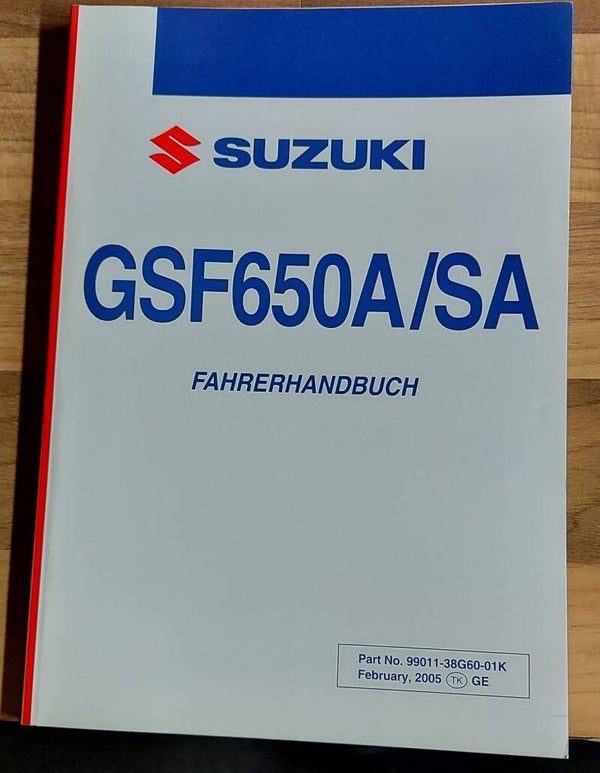 SUZUKI
GSF650A/SA
FAHRERHANDBUCH
Part No. 99011-38G60-01K
February, 2005 TK GE